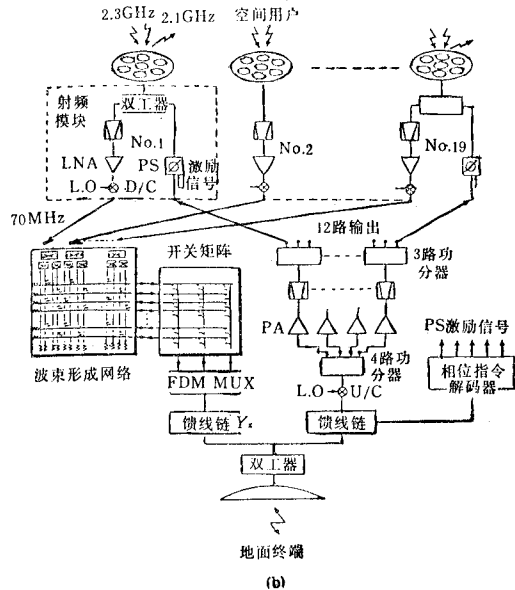 2.3GHz
2.1GHz
空间用户
射频
模块
双工器
No.1
No.2
No.19
LNA
PS
激励
信号
L.O
D/C
70MHz
12路输出
开关矩阵
3路功
分器
PA
PS激励信号
波束形成网络
FDM MUX
4路功
分器
L.O
U/C
相位指令
解码器
馈线链
馈线链
双工器
地面终端
(b)